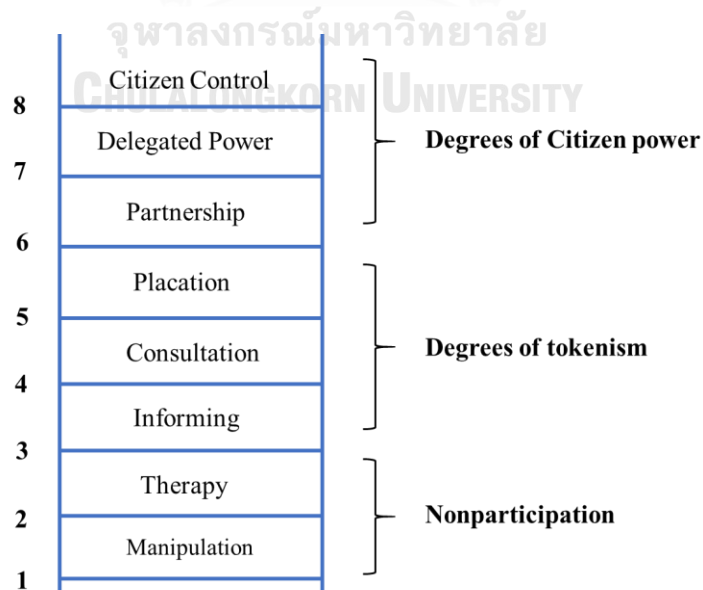 จุฬาลงกรณ์มหาวิทยาลัย
CHULALONGKORN UNIVERSITY
Citizen Control
8
Delegated Power
Degrees of Citizen power
7
Partnership
6
Placation
5
Consultation
Degrees of tokenism
4
Informing
3
Therapy
2
Nonparticipation
Manipulation
1